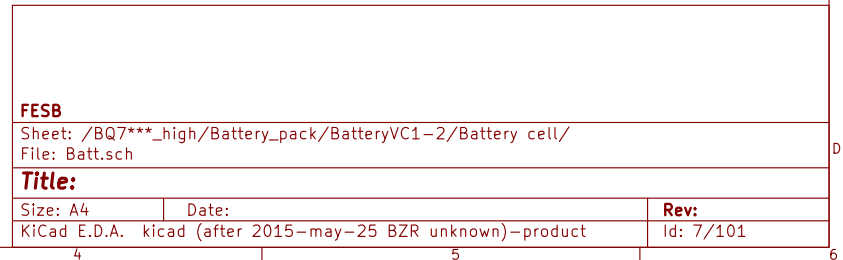 FESB
Sheet: /BQ7***_high/Battery_pack/BatteryVC1-2/Battery cell/
File: Batt.sch
D
Title:
Size: A4 Date: Rev:
KiCad E.D.A. kicad (after 2015-may-25 BZR unknown)-product Id: 7/101
4 5 6